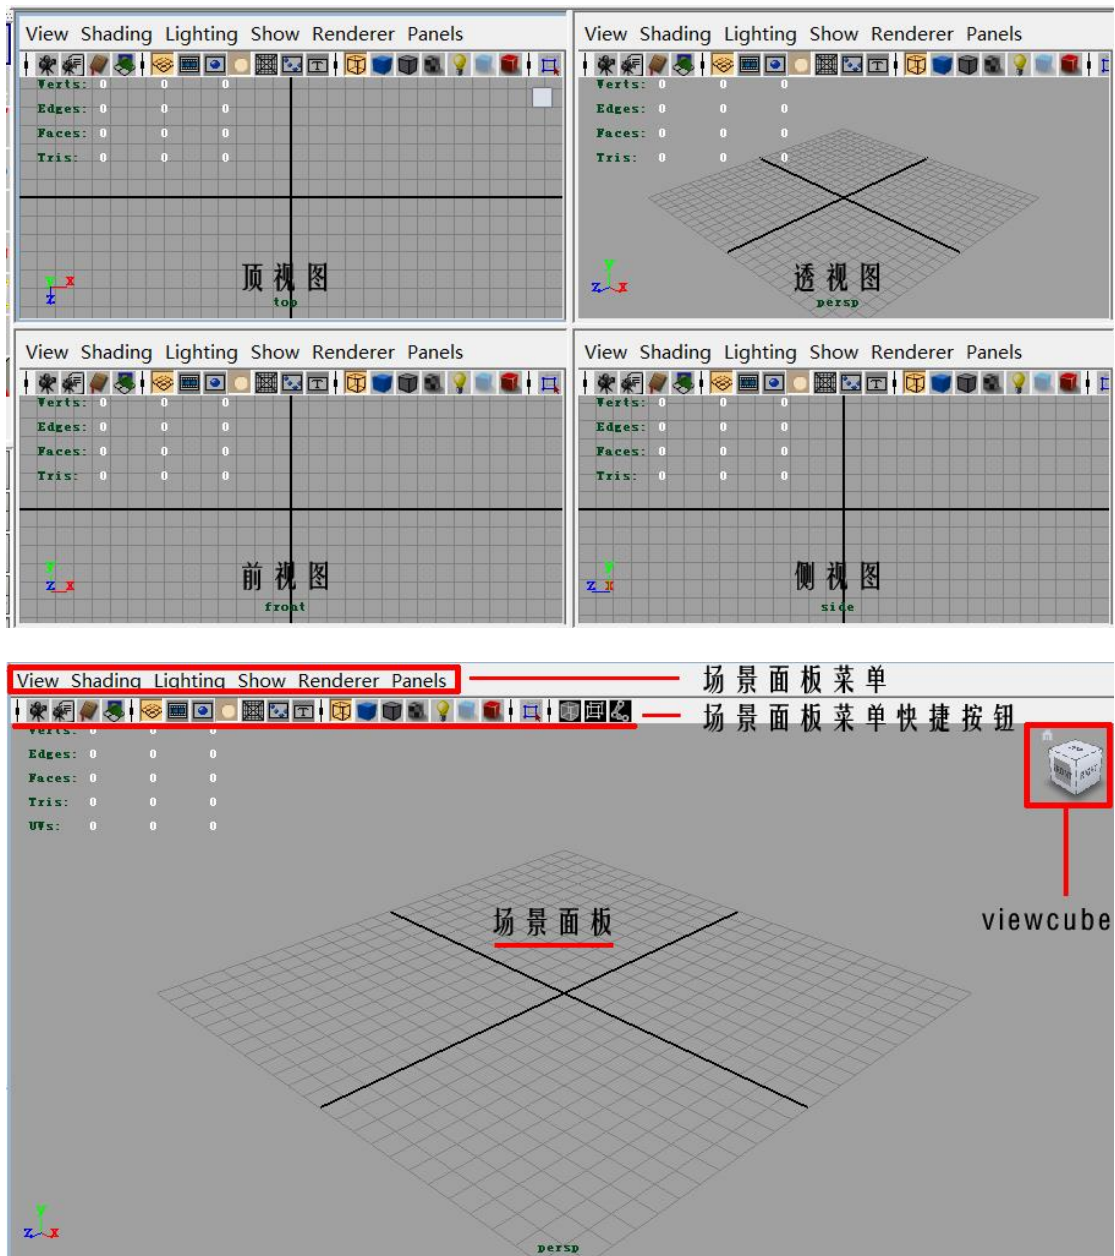 View Shading Lighting Show Renderer Panels
Verts: 0 0 0
Edges: 0 0 0
Faces: 0 0 0
Tris: 0 0 0
顶视图
top
Y X
Z
View Shading Lighting Show Renderer Panels
Verts: 0 0 0
Edges: 0 0 0
Faces: 0 0 0
Tris: 0 0 0
透视图
persp
Y
Z X
View Shading Lighting Show Renderer Panels
Verts: 0 0 0
Edges: 0 0 0
Faces: 0 0 0
Tris: 0 0 0
前视图
front
Y
Z X
View Shading Lighting Show Renderer Panels
Verts: 0 0 0
Edges: 0 0 0
Faces: 0 0 0
Tris: 0 0 0
侧视图
side
Y
Z X
View Shading Lighting Show Renderer Panels
场景面板菜单
场景面板菜单快捷按钮
Verts: 0 0 0
Edges: 0 0 0
Faces: 0 0 0
Tris: 0 0 0
UVs: 0 0 0
FRONT RIGHT
viewcube
场景面板
Y
Z X
persp